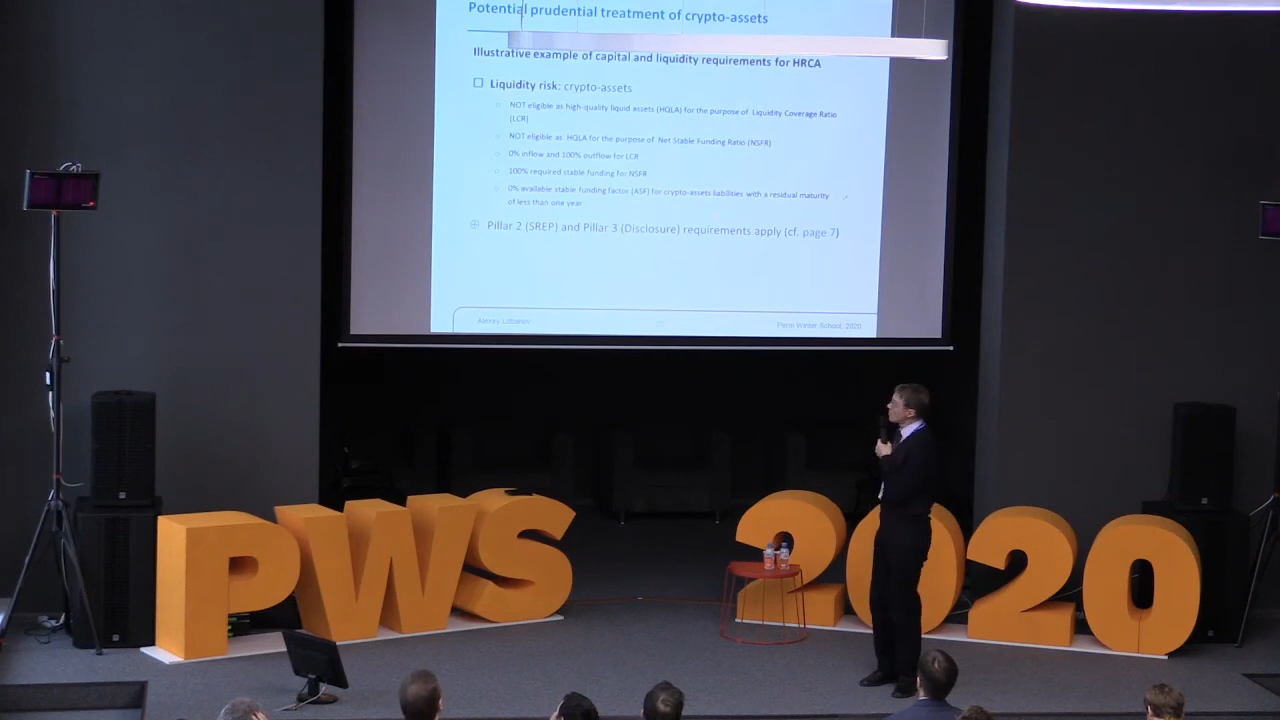 Potential prudential treatment of crypto-assets
Illustrative example of capital and liquidity requirements for HRCA
Liquidity risk: crypto-assets
NOT eligible as high-quality liquid assets (HQLA) for the purpose of Liquidity Coverage Ratio
(LCR)
NOT eligible as HQLA for the purpose of Net Stable Funding Ratio (NSFR)
0% inflow and 100% outflow for LCR
100% required stable funding for NSFR
0% available stable funding factor (ASF) for crypto-assets liabilities with a residual maturity
of less than one year
Pillar 2 (SREP) and Pillar 3 (Disclosure) requirements apply (cf. page 7)
Alexey Lobanov
Perm Winter School, 2020
PWS 2020